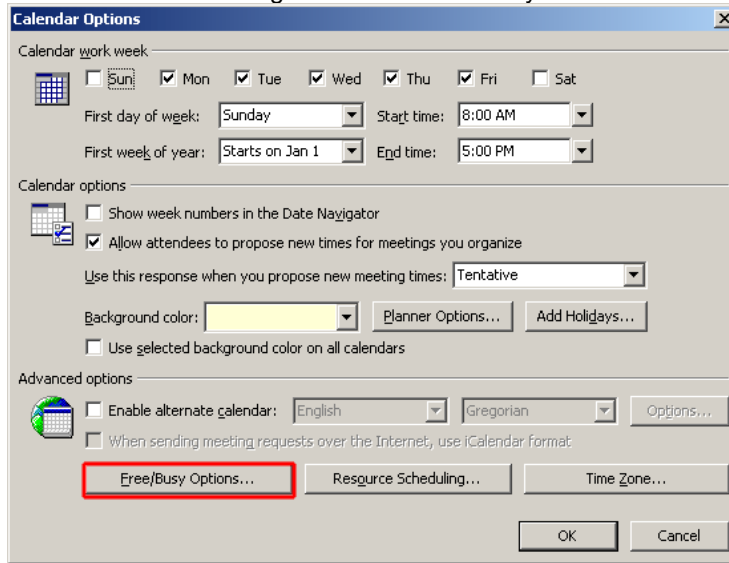 Calendar Options
Calendar work week
Sun Mon Tue Wed Thu Fri Sat
First day of week: Sunday Start time: 8:00 AM
First week of year: Starts on Jan 1 End time: 5:00 PM
Calendar options
Show week numbers in the Date Navigator
Allow attendees to propose new times for meetings you organize
Use this response when you propose new meeting times: Tentative
Background color: Planner Options... Add Holidays...
Use selected background color on all calendars
Advanced options
Enable alternate calendar: English Gregorian Options...
When sending meeting requests over the Internet, use iCalendar format
Free/Busy Options... Resource Scheduling... Time Zone...
OK Cancel